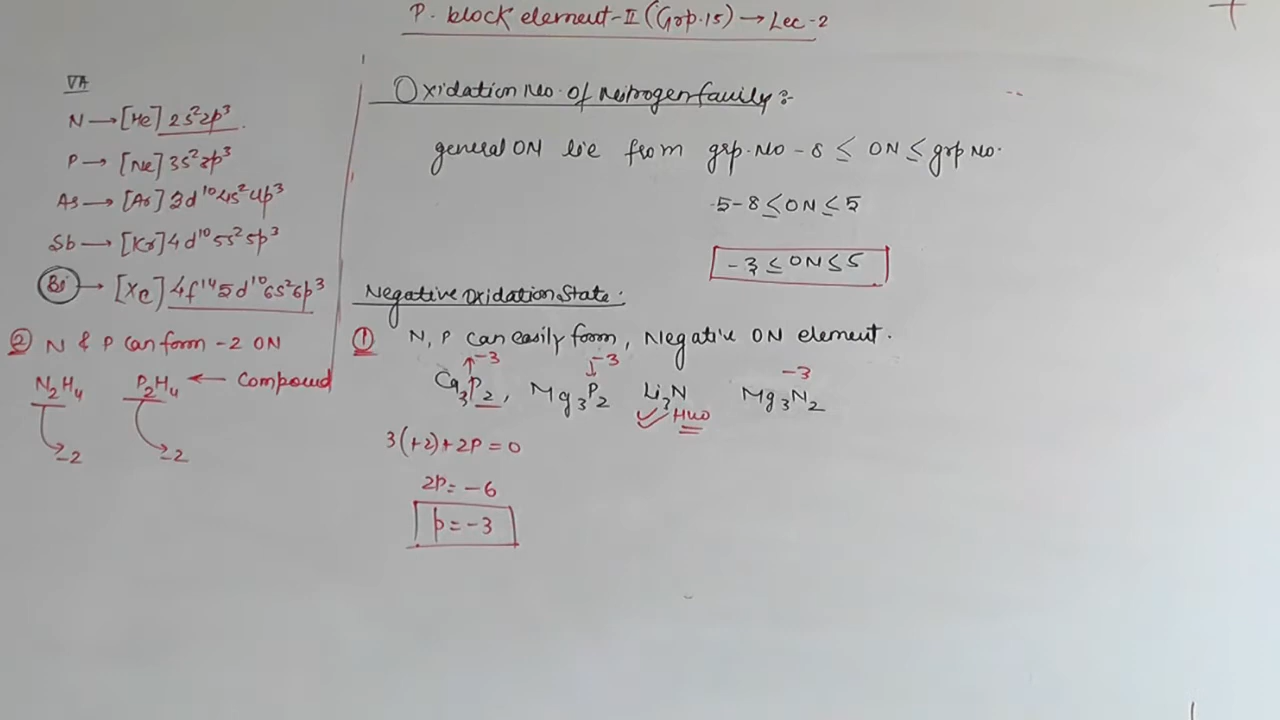 P. block element-II (Grp.15) → Lec-2
VA
N → [He] 2s²2p³
P → [Ne] 3s²3p³
As → [Ar] 3d¹⁰4s²4p³
Sb → [Kr] 4d¹⁰5s²5p³
Bi → [Xe] 4f¹⁴5d¹⁰6s²6p³
② N & P can form -2 ON
N₂H₄ P₂H₄ ← Compound
-2 -2
Oxidation No. Of Neitrogen family :-
general ON lie from grp.No - 8 ≤ ON ≤ grp No.
5-8 ≤ ON ≤ 5
-3 ≤ ON ≤ 5
Negative Oxidation State.
① N, P can easily form, Negative ON element.
-3 -3 -3
Ca₃P₂, Mg₃P₂ Li₃N Mg₃N₂
3(+2)+2P = 0
2P = -6
p = -3